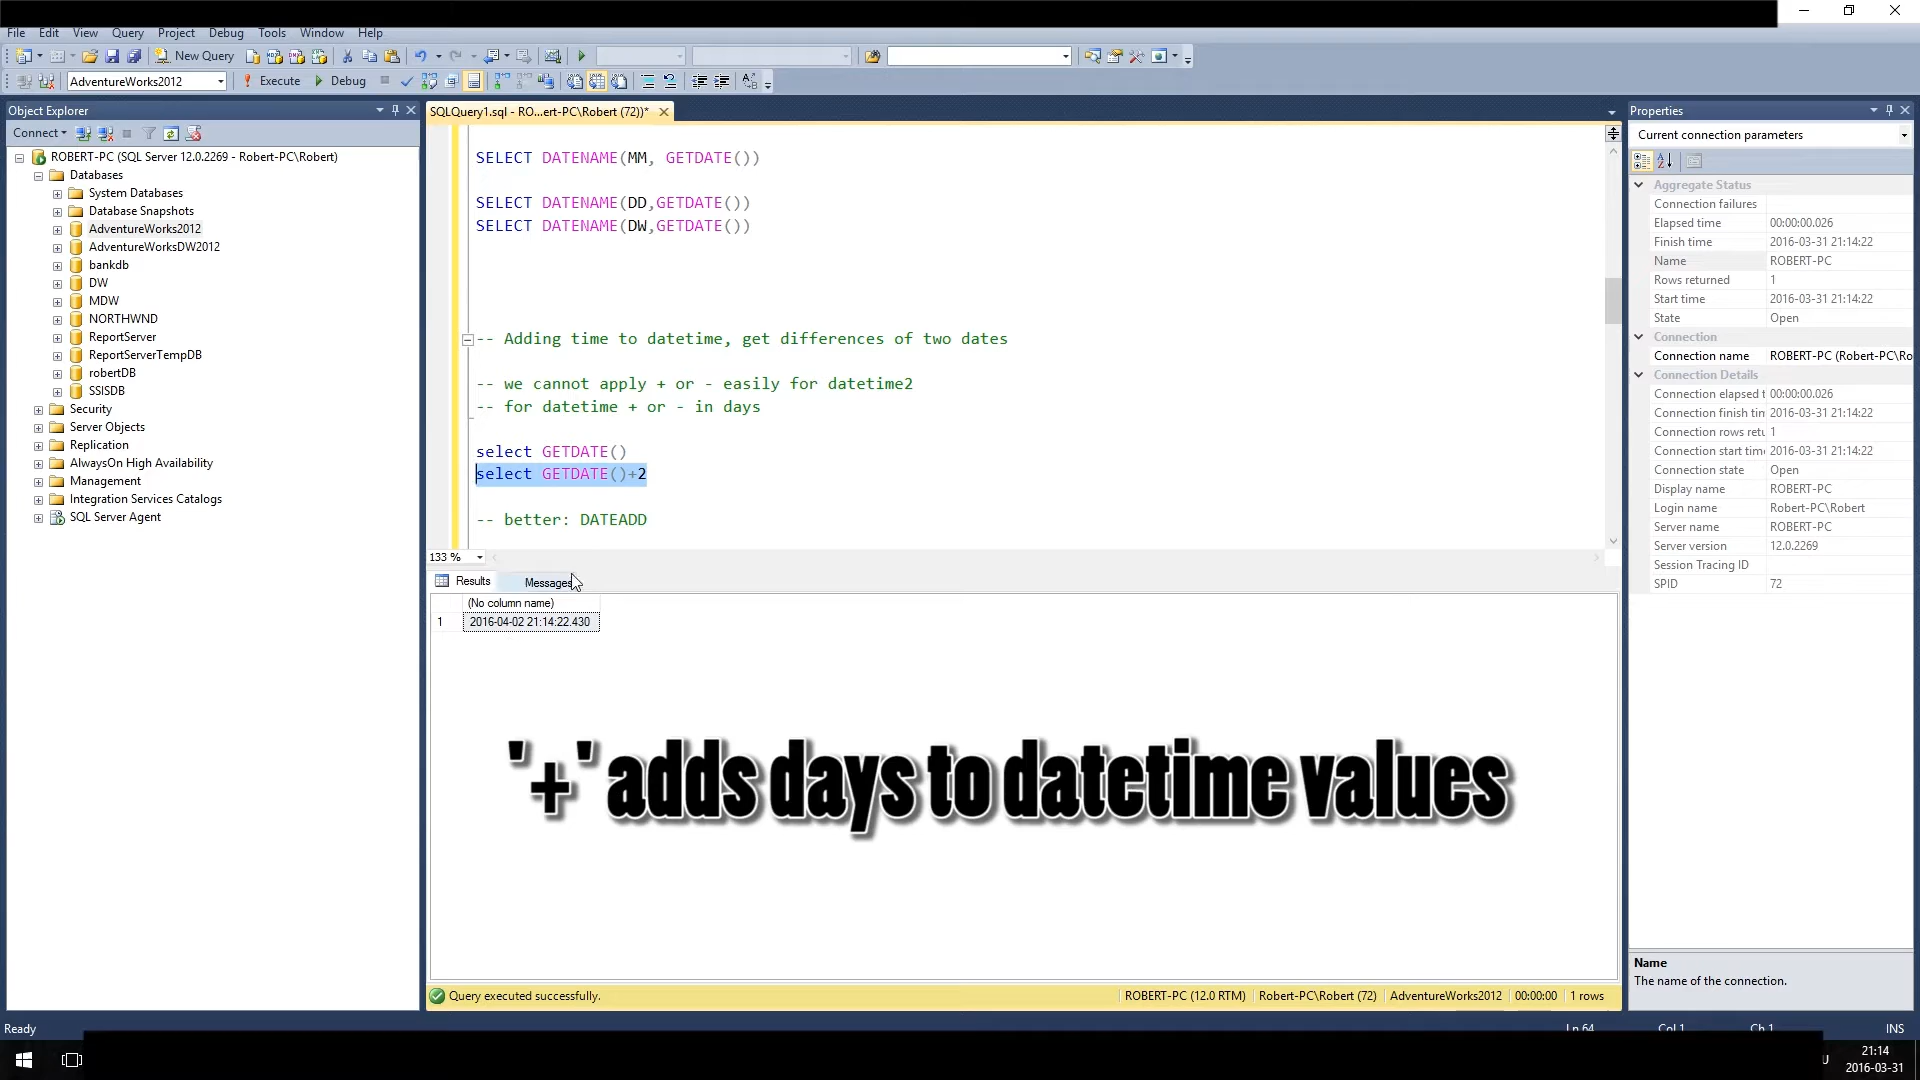 File Edit View Query Project Debug Tools Window Help
New Query
AdventureWorks2012 Execute Debug
Object Explorer
Connect
ROBERT-PC (SQL Server 12.0.2269 - Robert-PC\Robert)
Databases
System Databases
Database Snapshots
AdventureWorks2012
AdventureWorksDW2012
bankdb
DW
MDW
NORTHWND
ReportServer
ReportServerTempDB
robertDB
SSISDB
Security
Server Objects
Replication
AlwaysOn High Availability
Management
Integration Services Catalogs
SQL Server Agent
SQLQuery1.sql - RO...ert-PC\Robert (72))*
SELECT DATENAME(MM, GETDATE())
SELECT DATENAME(DD,GETDATE())
SELECT DATENAME(DW,GETDATE())
-- Adding time to datetime, get differences of two dates
-- we cannot apply + or - easily for datetime2
-- for datetime + or - in days
select GETDATE()
select GETDATE()+2
-- better: DATEADD
133 %
Results Messages
(No column name)
1 2016-04-02 21:14:22.430
'+' adds days to datetime values
Query executed successfully. ROBERT-PC (12.0 RTM) Robert-PC\Robert (72) AdventureWorks2012 00:00:00 1 rows
Properties
Current connection parameters
Aggregate Status
Connection failures
Elapsed time 00:00:00.026
Finish time 2016-03-31 21:14:22
Name ROBERT-PC
Rows returned 1
Start time 2016-03-31 21:14:22
State Open
Connection
Connection name ROBERT-PC (Robert-PC\Ro
Connection Details
Connection elapsed t 00:00:00.026
Connection finish tim 2016-03-31 21:14:22
Connection rows retu 1
Connection start time 2016-03-31 21:14:22
Connection state Open
Display name ROBERT-PC
Login name Robert-PC\Robert
Server name ROBERT-PC
Server version 12.0.2269
Session Tracing ID
SPID 72
Name
The name of the connection.
Ready Ln 64 Col 1 Ch 1 INS
21:14
2016-03-31